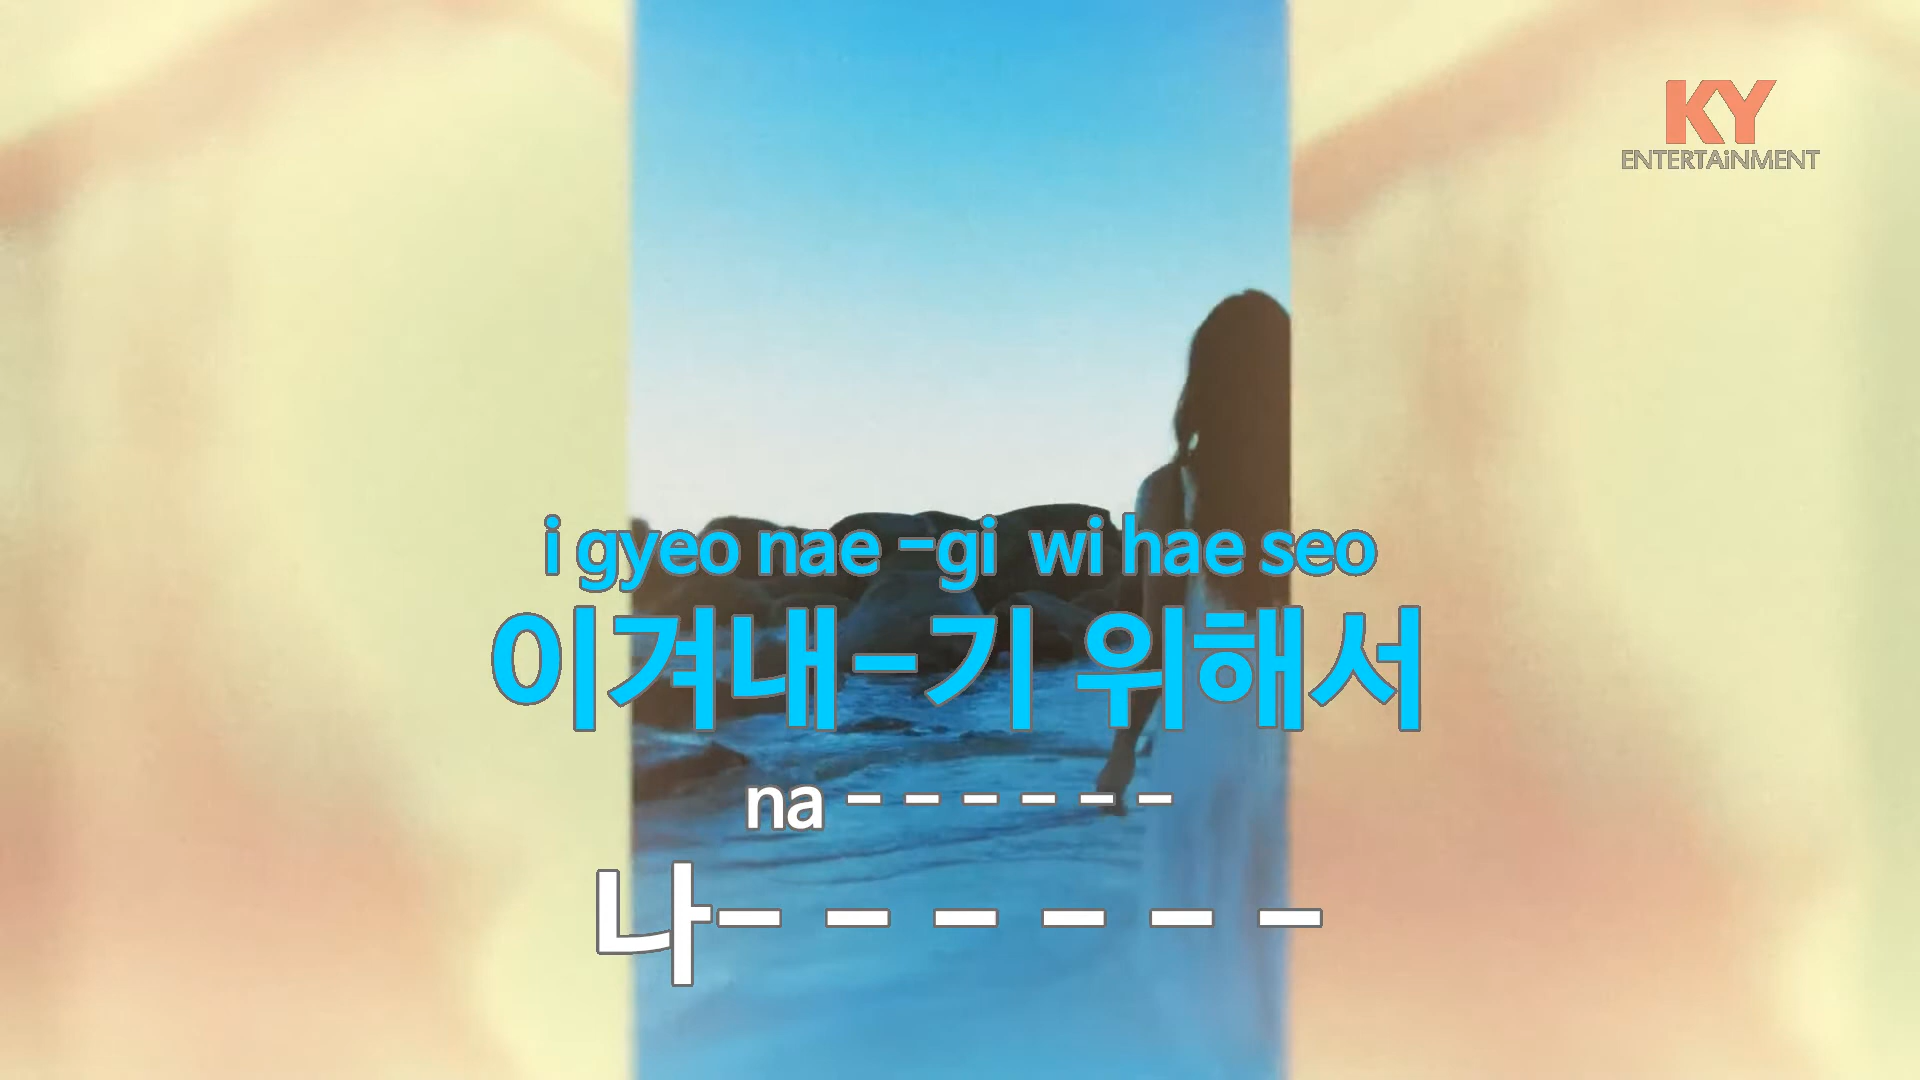 KY
ENTERTAiNMENT
i gyeo nae -gi wi hae seo
이겨내-기 위해서
na - - - - - -
나- - - - - -